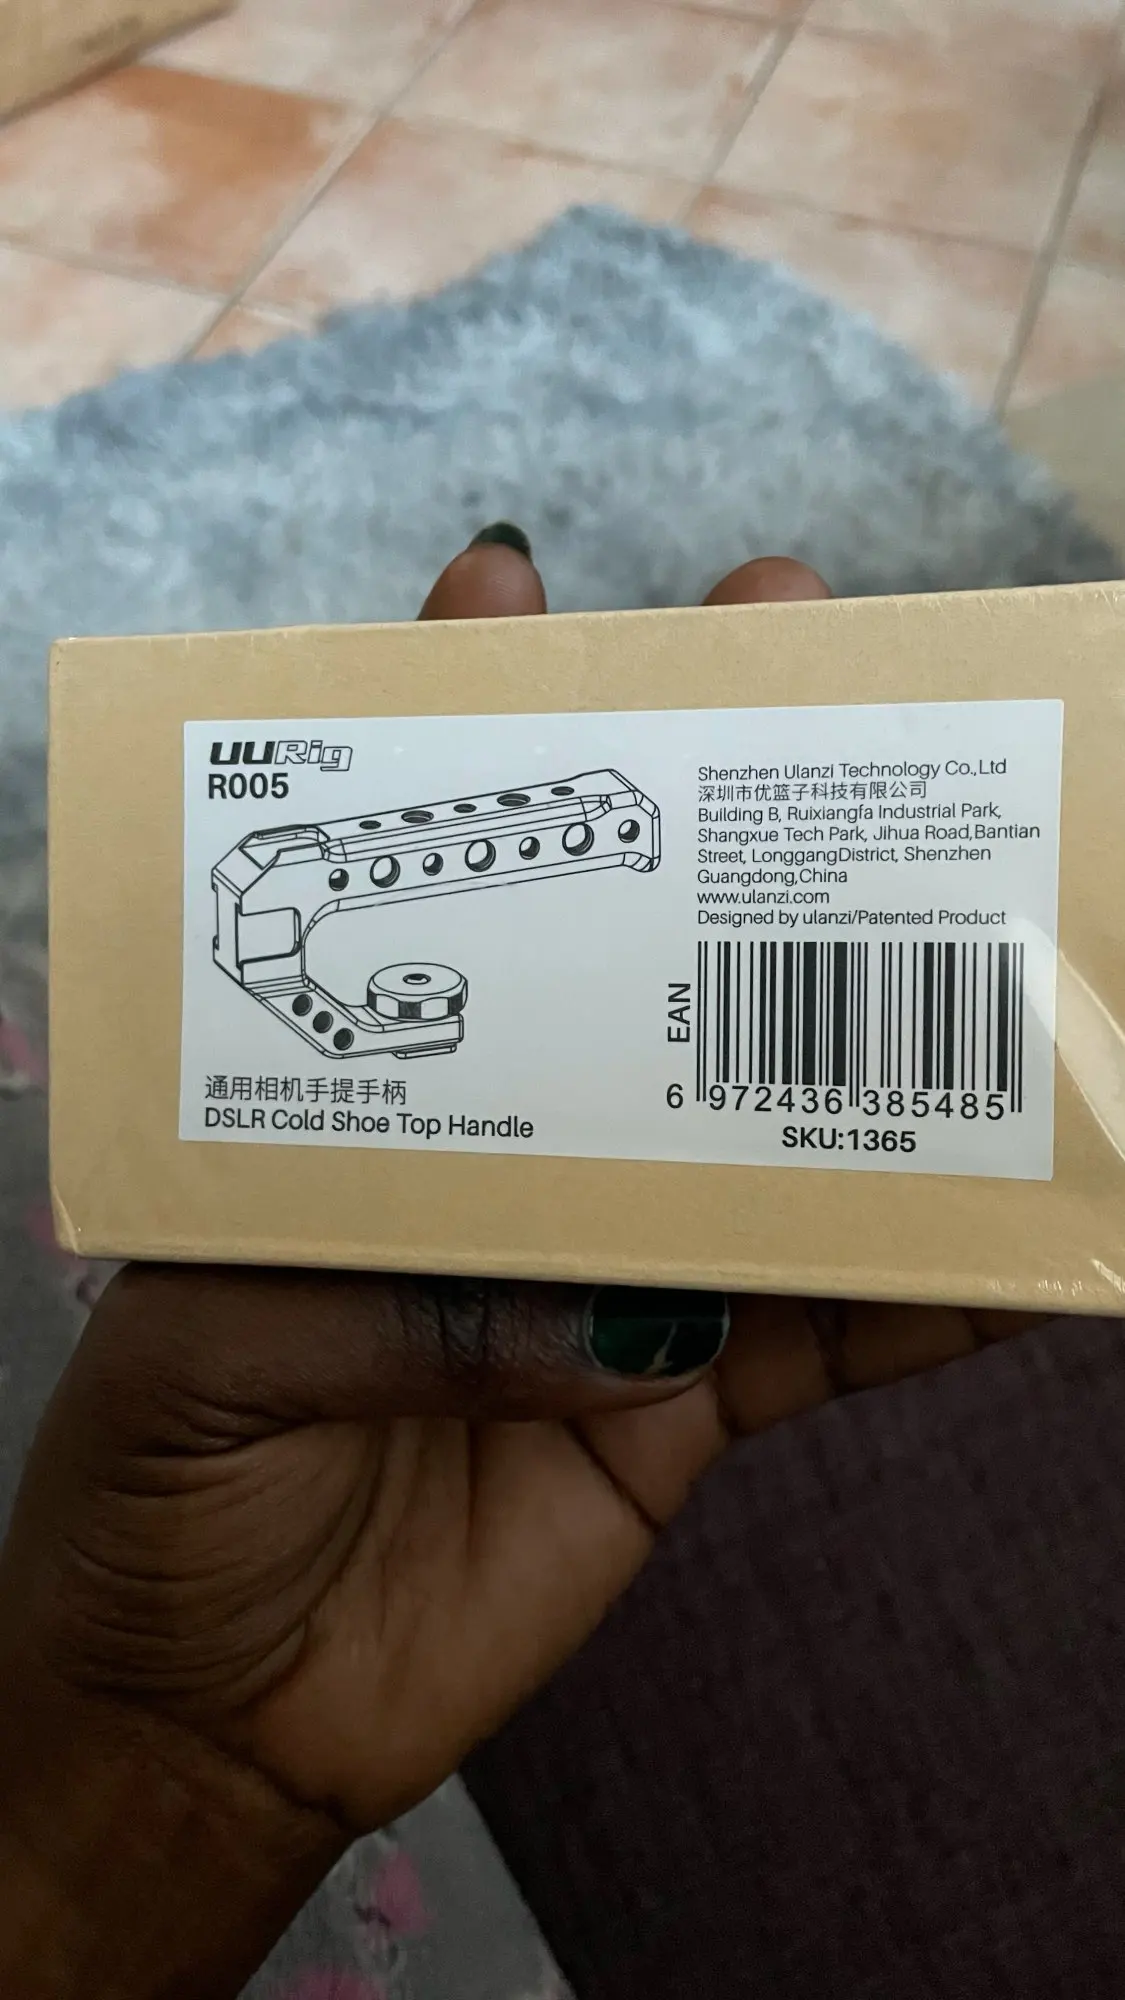 UURig
R005
通用相机手提手柄
DSLR Cold Shoe Top Handle
Shenzhen Ulanzi Technology Co.,Ltd
深圳市优篮子科技有限公司
Building B, Ruixiangfa Industrial Park,
Shangxue Tech Park, Jihua Road,Bantian
Street, LonggangDistrict, Shenzhen
Guangdong,China
www.ulanzi.com
Designed by ulanzi/Patented Product
EAN
6 972436 385485
SKU:1365